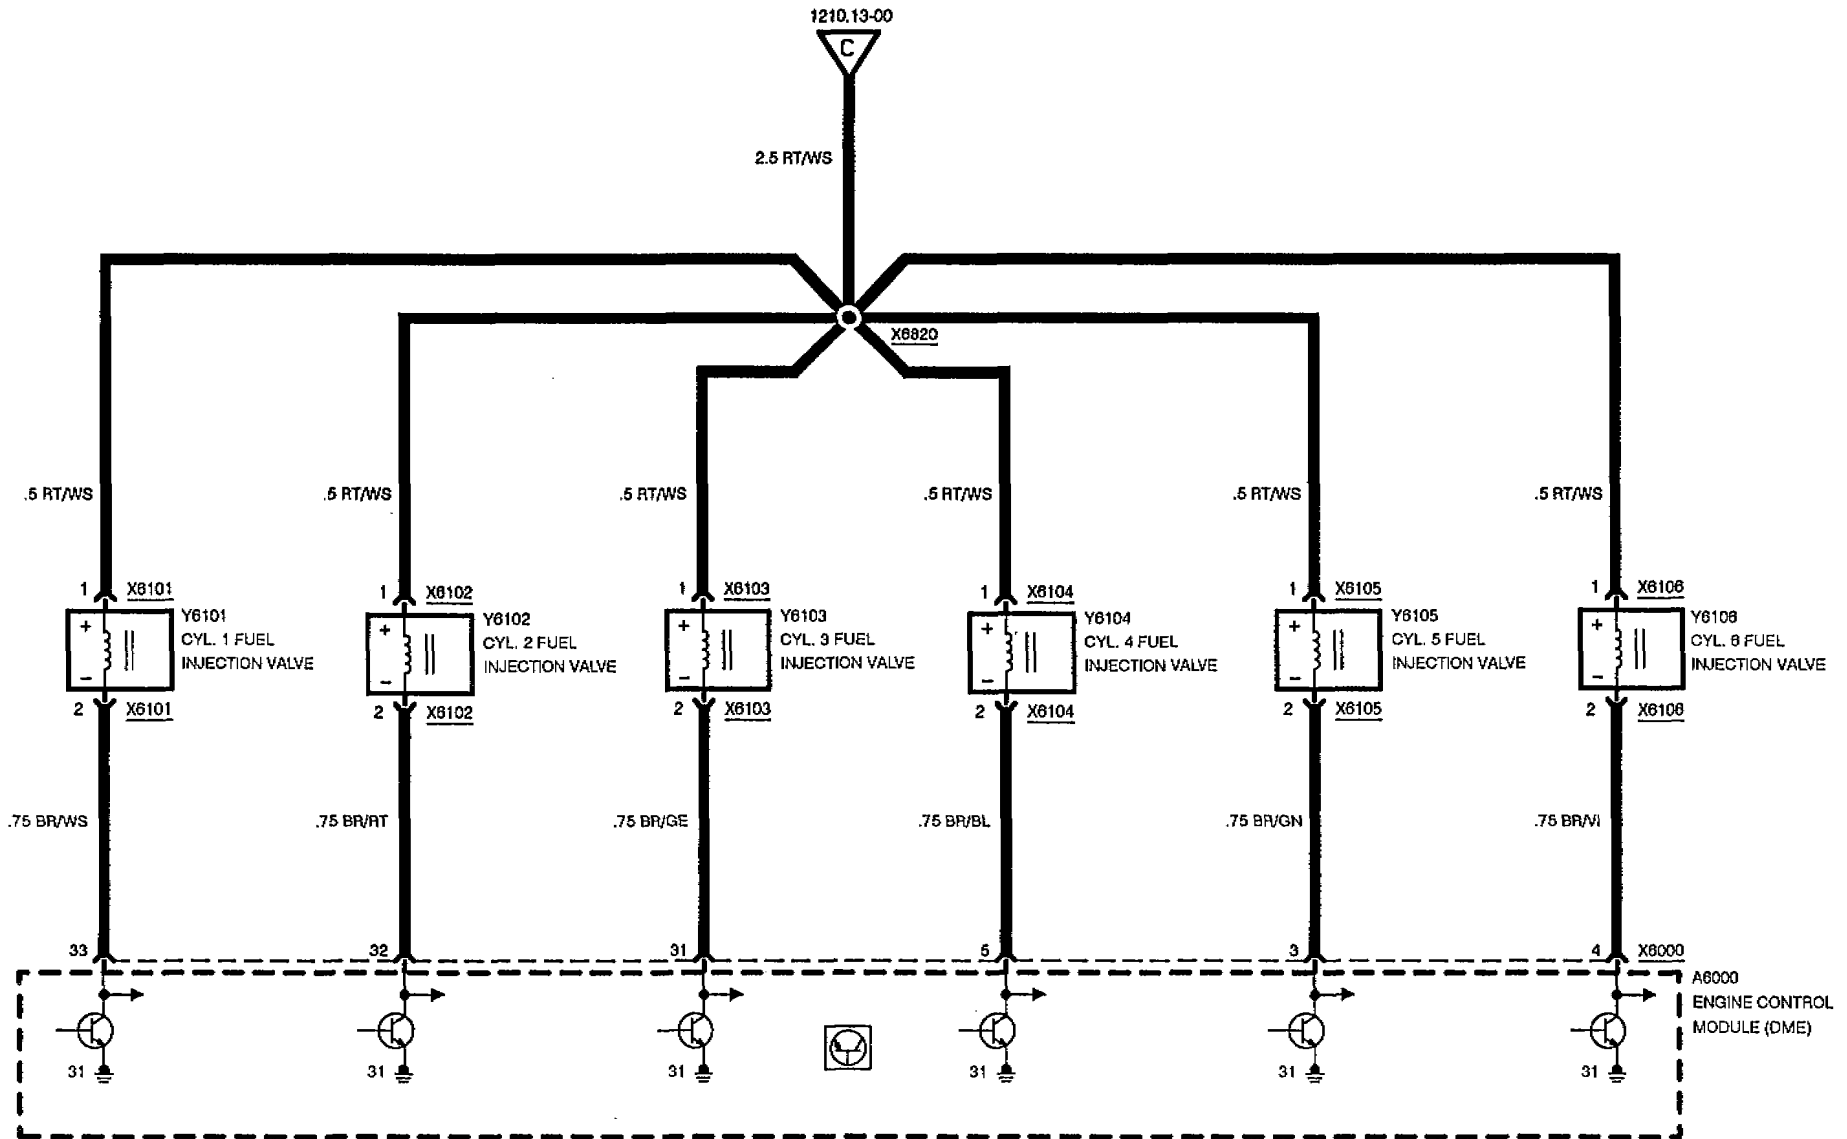 1210.13-00
C
2.5 RT/WS
X6820
.5 RT/WS
.5 RT/WS
.5 RT/WS
.5 RT/WS
.5 RT/WS
.5 RT/WS
1 X6101
1 X6102
1 X6103
1 X6104
1 X6105
1 X6106
+
−
Y6101
CYL. 1 FUEL
INJECTION VALVE
+
−
Y6102
CYL. 2 FUEL
INJECTION VALVE
+
−
Y6103
CYL. 3 FUEL
INJECTION VALVE
+
−
Y6104
CYL. 4 FUEL
INJECTION VALVE
+
−
Y6105
CYL. 5 FUEL
INJECTION VALVE
+
−
Y6106
CYL. 6 FUEL
INJECTION VALVE
2 X6101
2 X6102
2 X6103
2 X6104
2 X6105
2 X6106
.75 BR/WS
.75 BR/RT
.75 BR/GE
.75 BR/BL
.75 BR/GN
.75 BR/VI
33
32
31
5
3
4 X6000
A6000
ENGINE CONTROL
MODULE (DME)
31
31
31
31
31
31